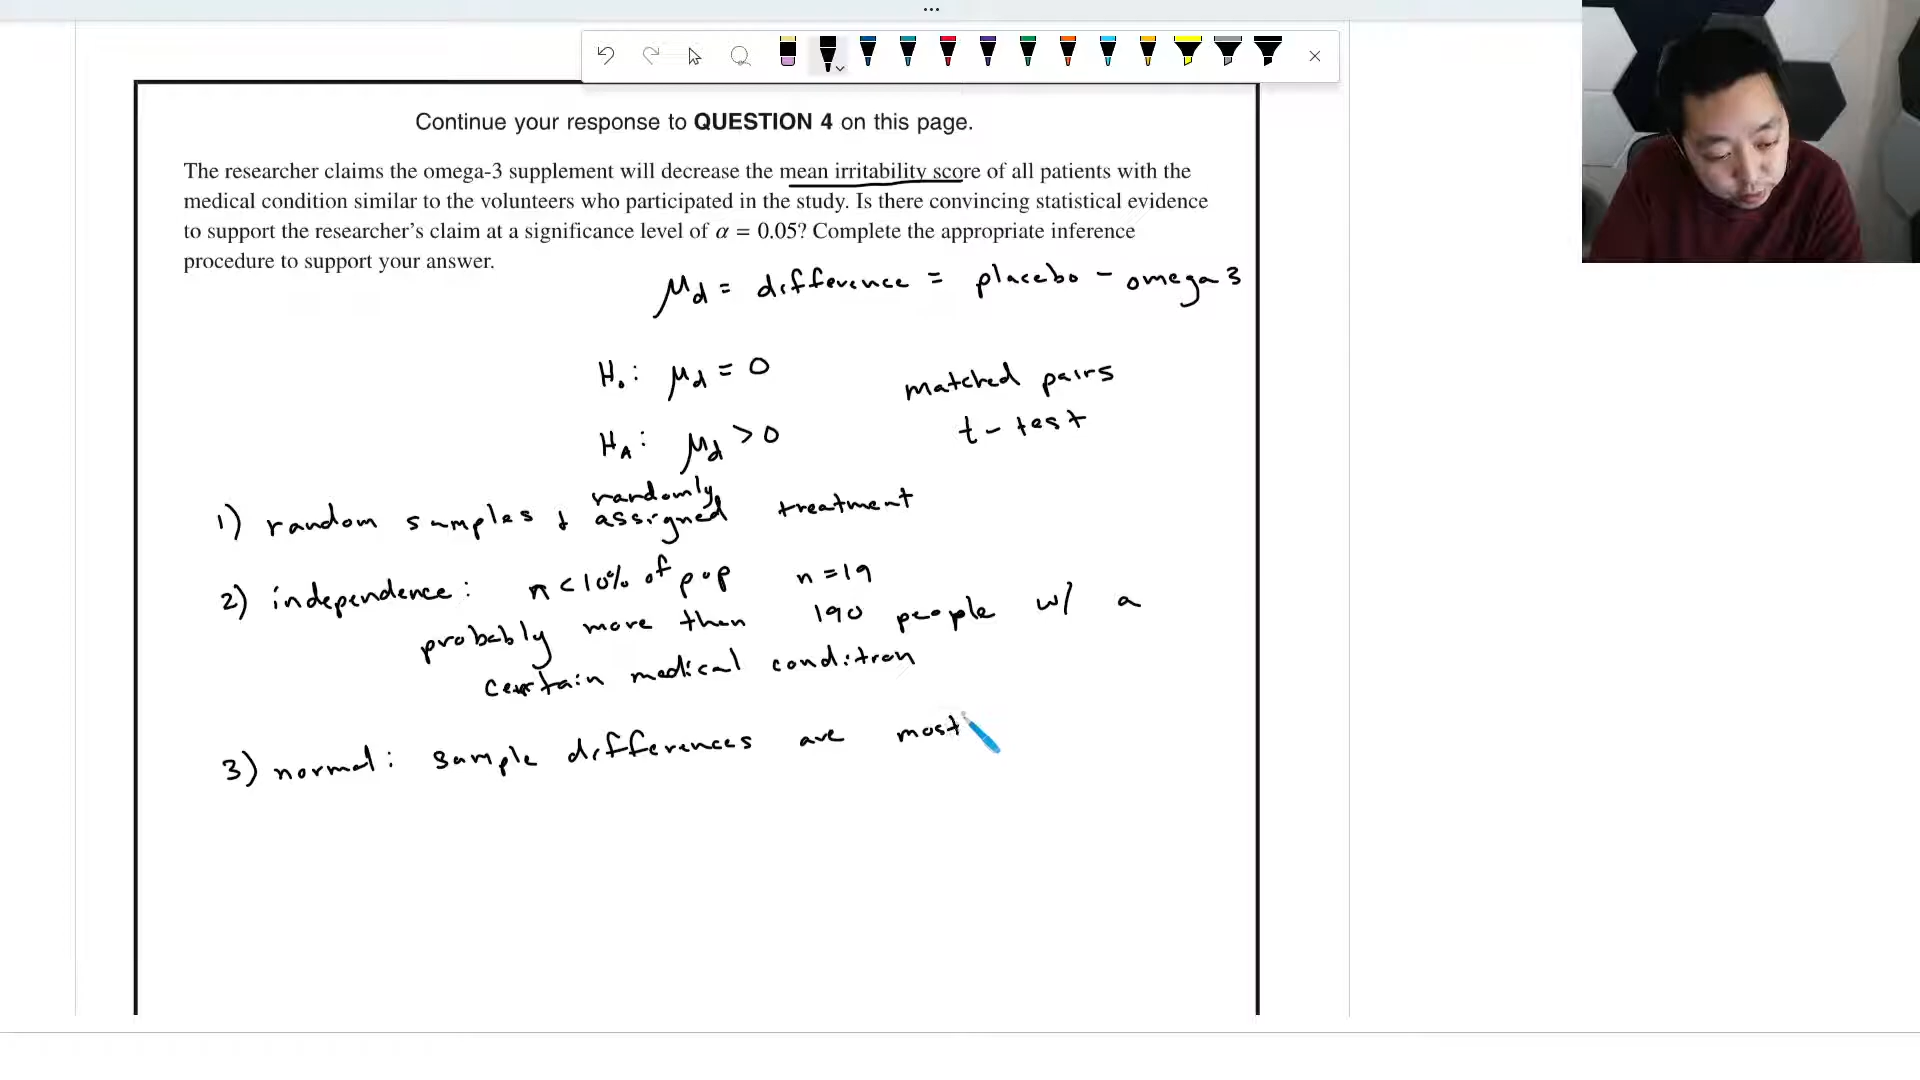 ...
Continue your response to QUESTION 4 on this page.
The researcher claims the omega-3 supplement will decrease the mean irritability score of all patients with the
medical condition similar to the volunteers who participated in the study. Is there convincing statistical evidence
to support the researcher's claim at a significance level of α = 0.05? Complete the appropriate inference
procedure to support your answer.
μd = difference = placebo - omega 3
H₀: μd = 0
matched pairs
t-test
HA: μd > 0
1) random samples + randomly assigned treatment
2) independence: n < 10% of pop n = 19
probably more than 190 people w/ a
certain medical condition
3) normal: sample differences are most